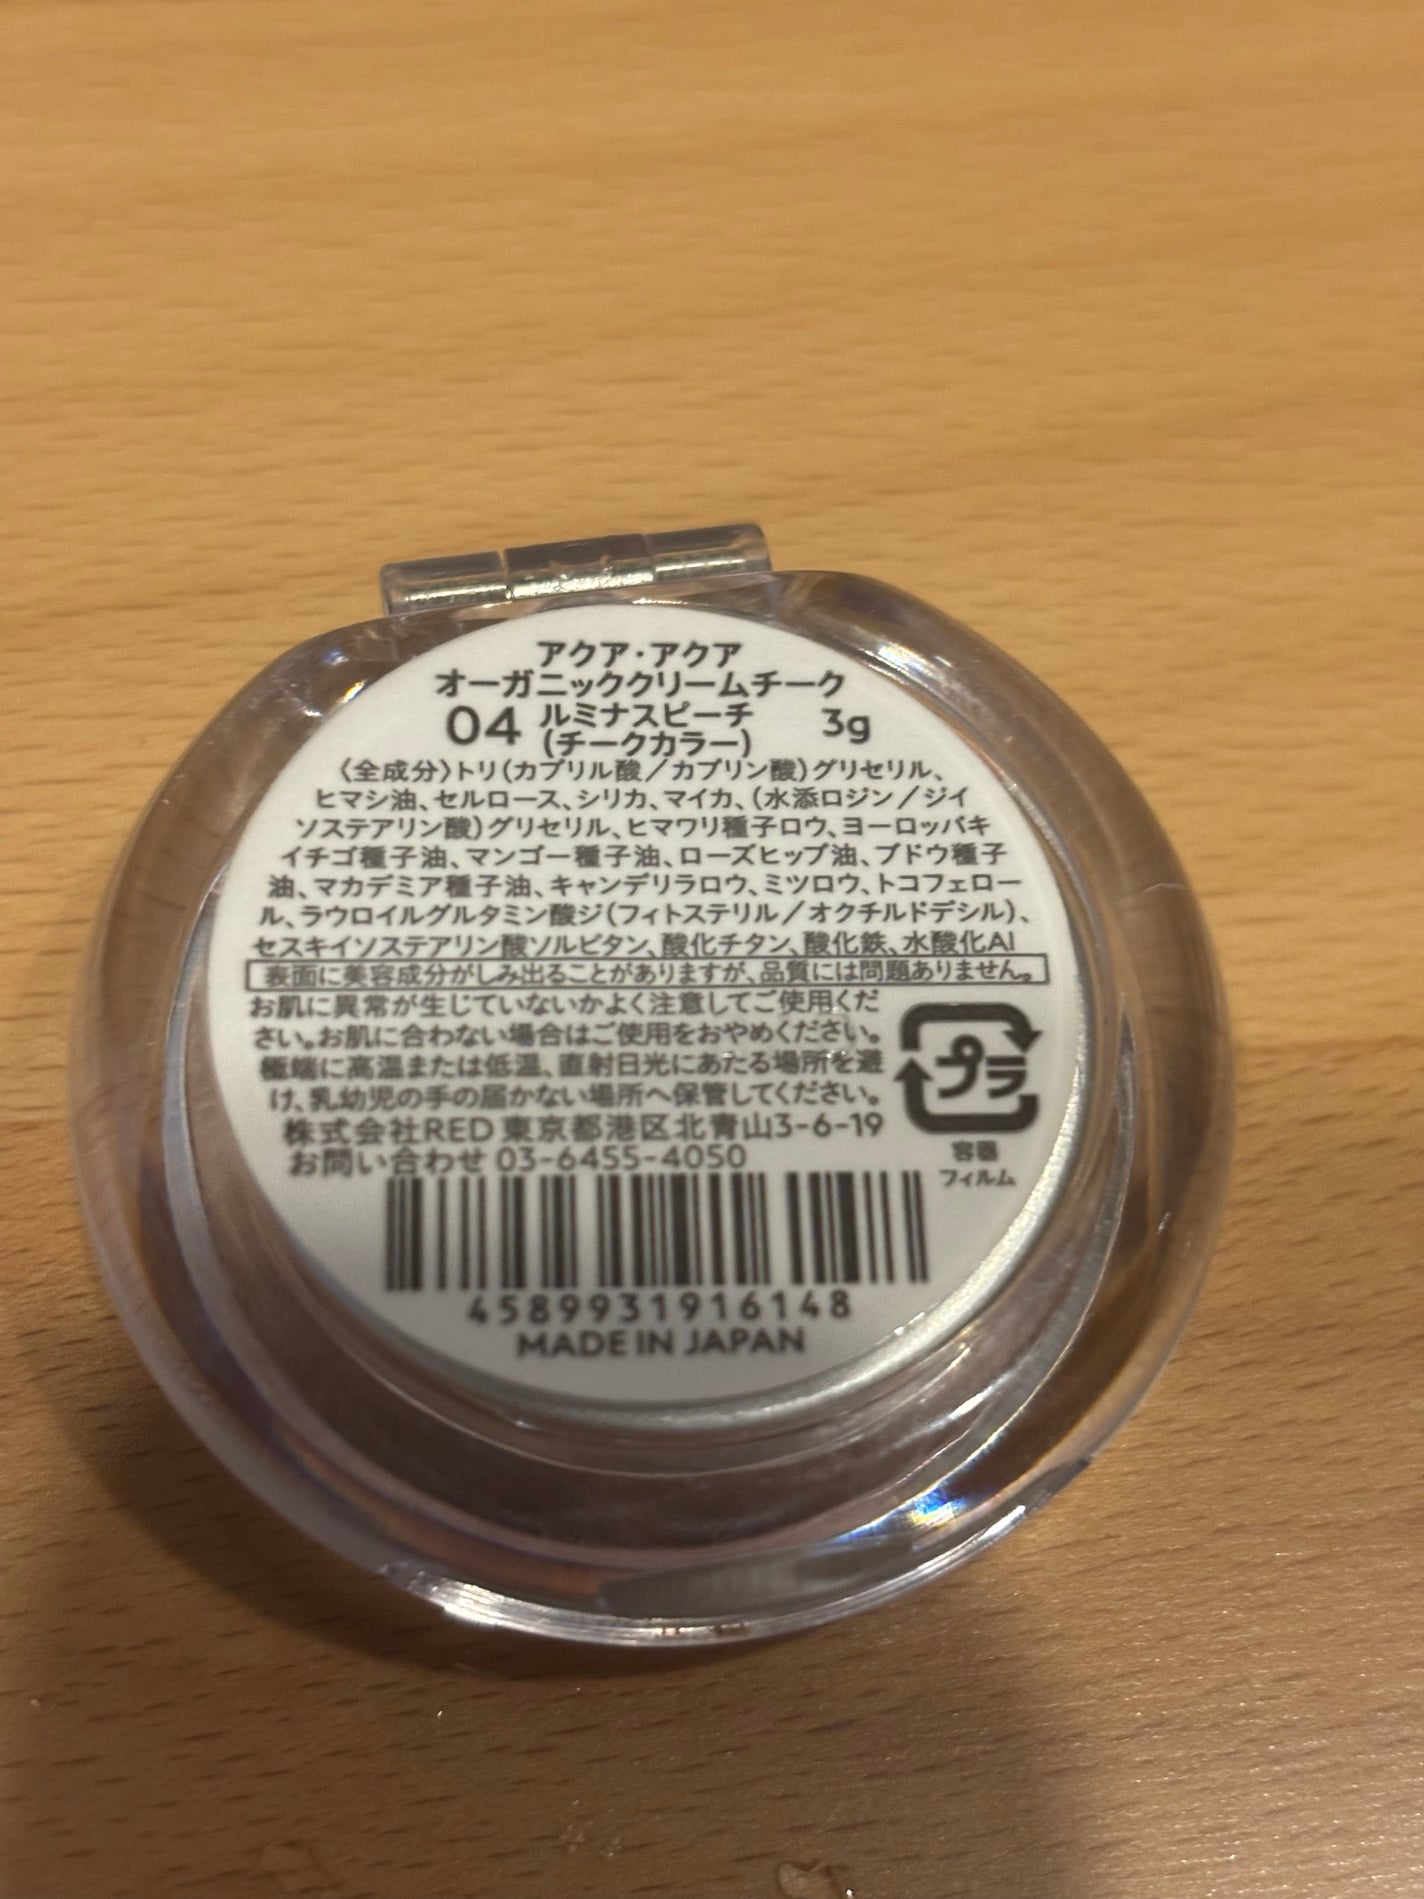 アクア・アクア
オーガニッククリームチーク
04 ルミナスピーチ 3g
(チークカラー)
〈全成分〉トリ(カプリル酸／カプリン酸)グリセリル、
ヒマシ油、セルロース、シリカ、マイカ、(水添ロジン／ジイ
ソステアリン酸)グリセリル、ヒマワリ種子ロウ、ヨーロッパキ
イチゴ種子油、マンゴー種子油、ローズヒップ油、ブドウ種子
油、マカデミア種子油、キャンデリラロウ、ミツロウ、トコフェロー
ル、ラウロイルグルタミン酸ジ(フィトステリル／オクチルドデシル)、
セスキイソステアリン酸ソルビタン、酸化チタン、酸化鉄、水酸化Al
表面に美容成分がしみ出ることがありますが、品質には問題ありません。
お肌に異常が生じていないかよく注意してご使用くだ
さい。お肌に合わない場合はご使用をおやめください。
極端に高温または低温、直射日光にあたる場所を避
け、乳幼児の手の届かない場所へ保管してください。
株式会社RED 東京都港区北青山3-6-19
お問い合わせ 03-6455-4050
プラ
容器
フィルム
4589931916148
MADE IN JAPAN